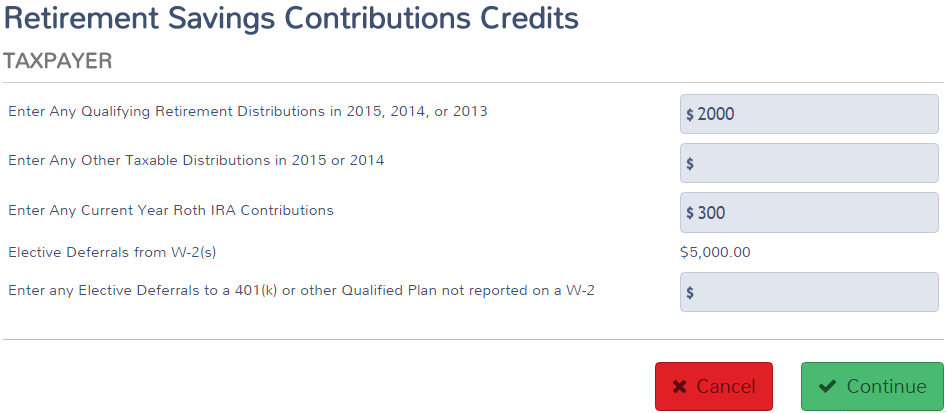 Retirement Savings Contributions Credits
TAXPAYER
Enter Any Qualifying Retirement Distributions in 2015, 2014, or 2013
$ 2000
Enter Any Other Taxable Distributions in 2015 or 2014
$
Enter Any Current Year Roth IRA Contributions
$ 300
Elective Deferrals from W-2(s)
$5,000.00
Enter any Elective Deferrals to a 401(k) or other Qualified Plan not reported on a W-2
$
Cancel
Continue